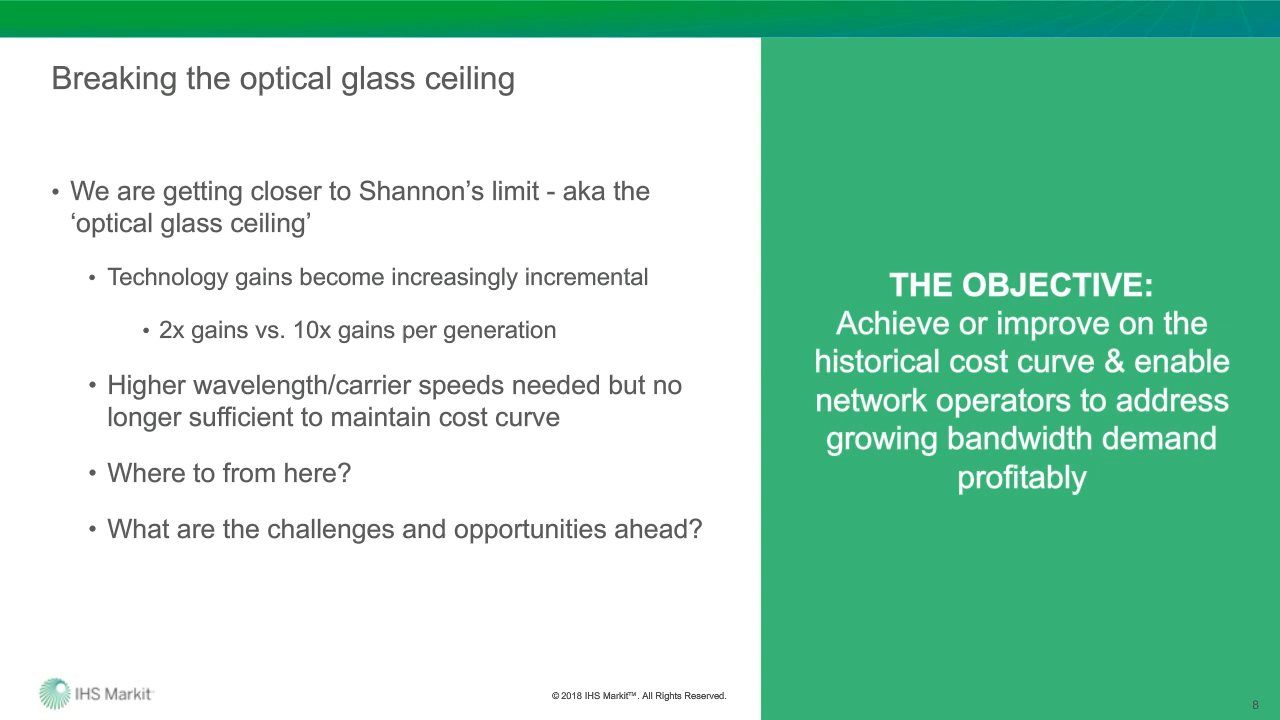 Breaking the optical glass ceiling
• We are getting closer to Shannon’s limit - aka the
‘optical glass ceiling’
• Technology gains become increasingly incremental
• 2x gains vs. 10x gains per generation
• Higher wavelength/carrier speeds needed but no
longer sufficient to maintain cost curve
• Where to from here?
• What are the challenges and opportunities ahead?
THE OBJECTIVE:
Achieve or improve on the
historical cost curve & enable
network operators to address
growing bandwidth demand
profitably
IHS Markit
© 2018 IHS Markit™. All Rights Reserved.
8